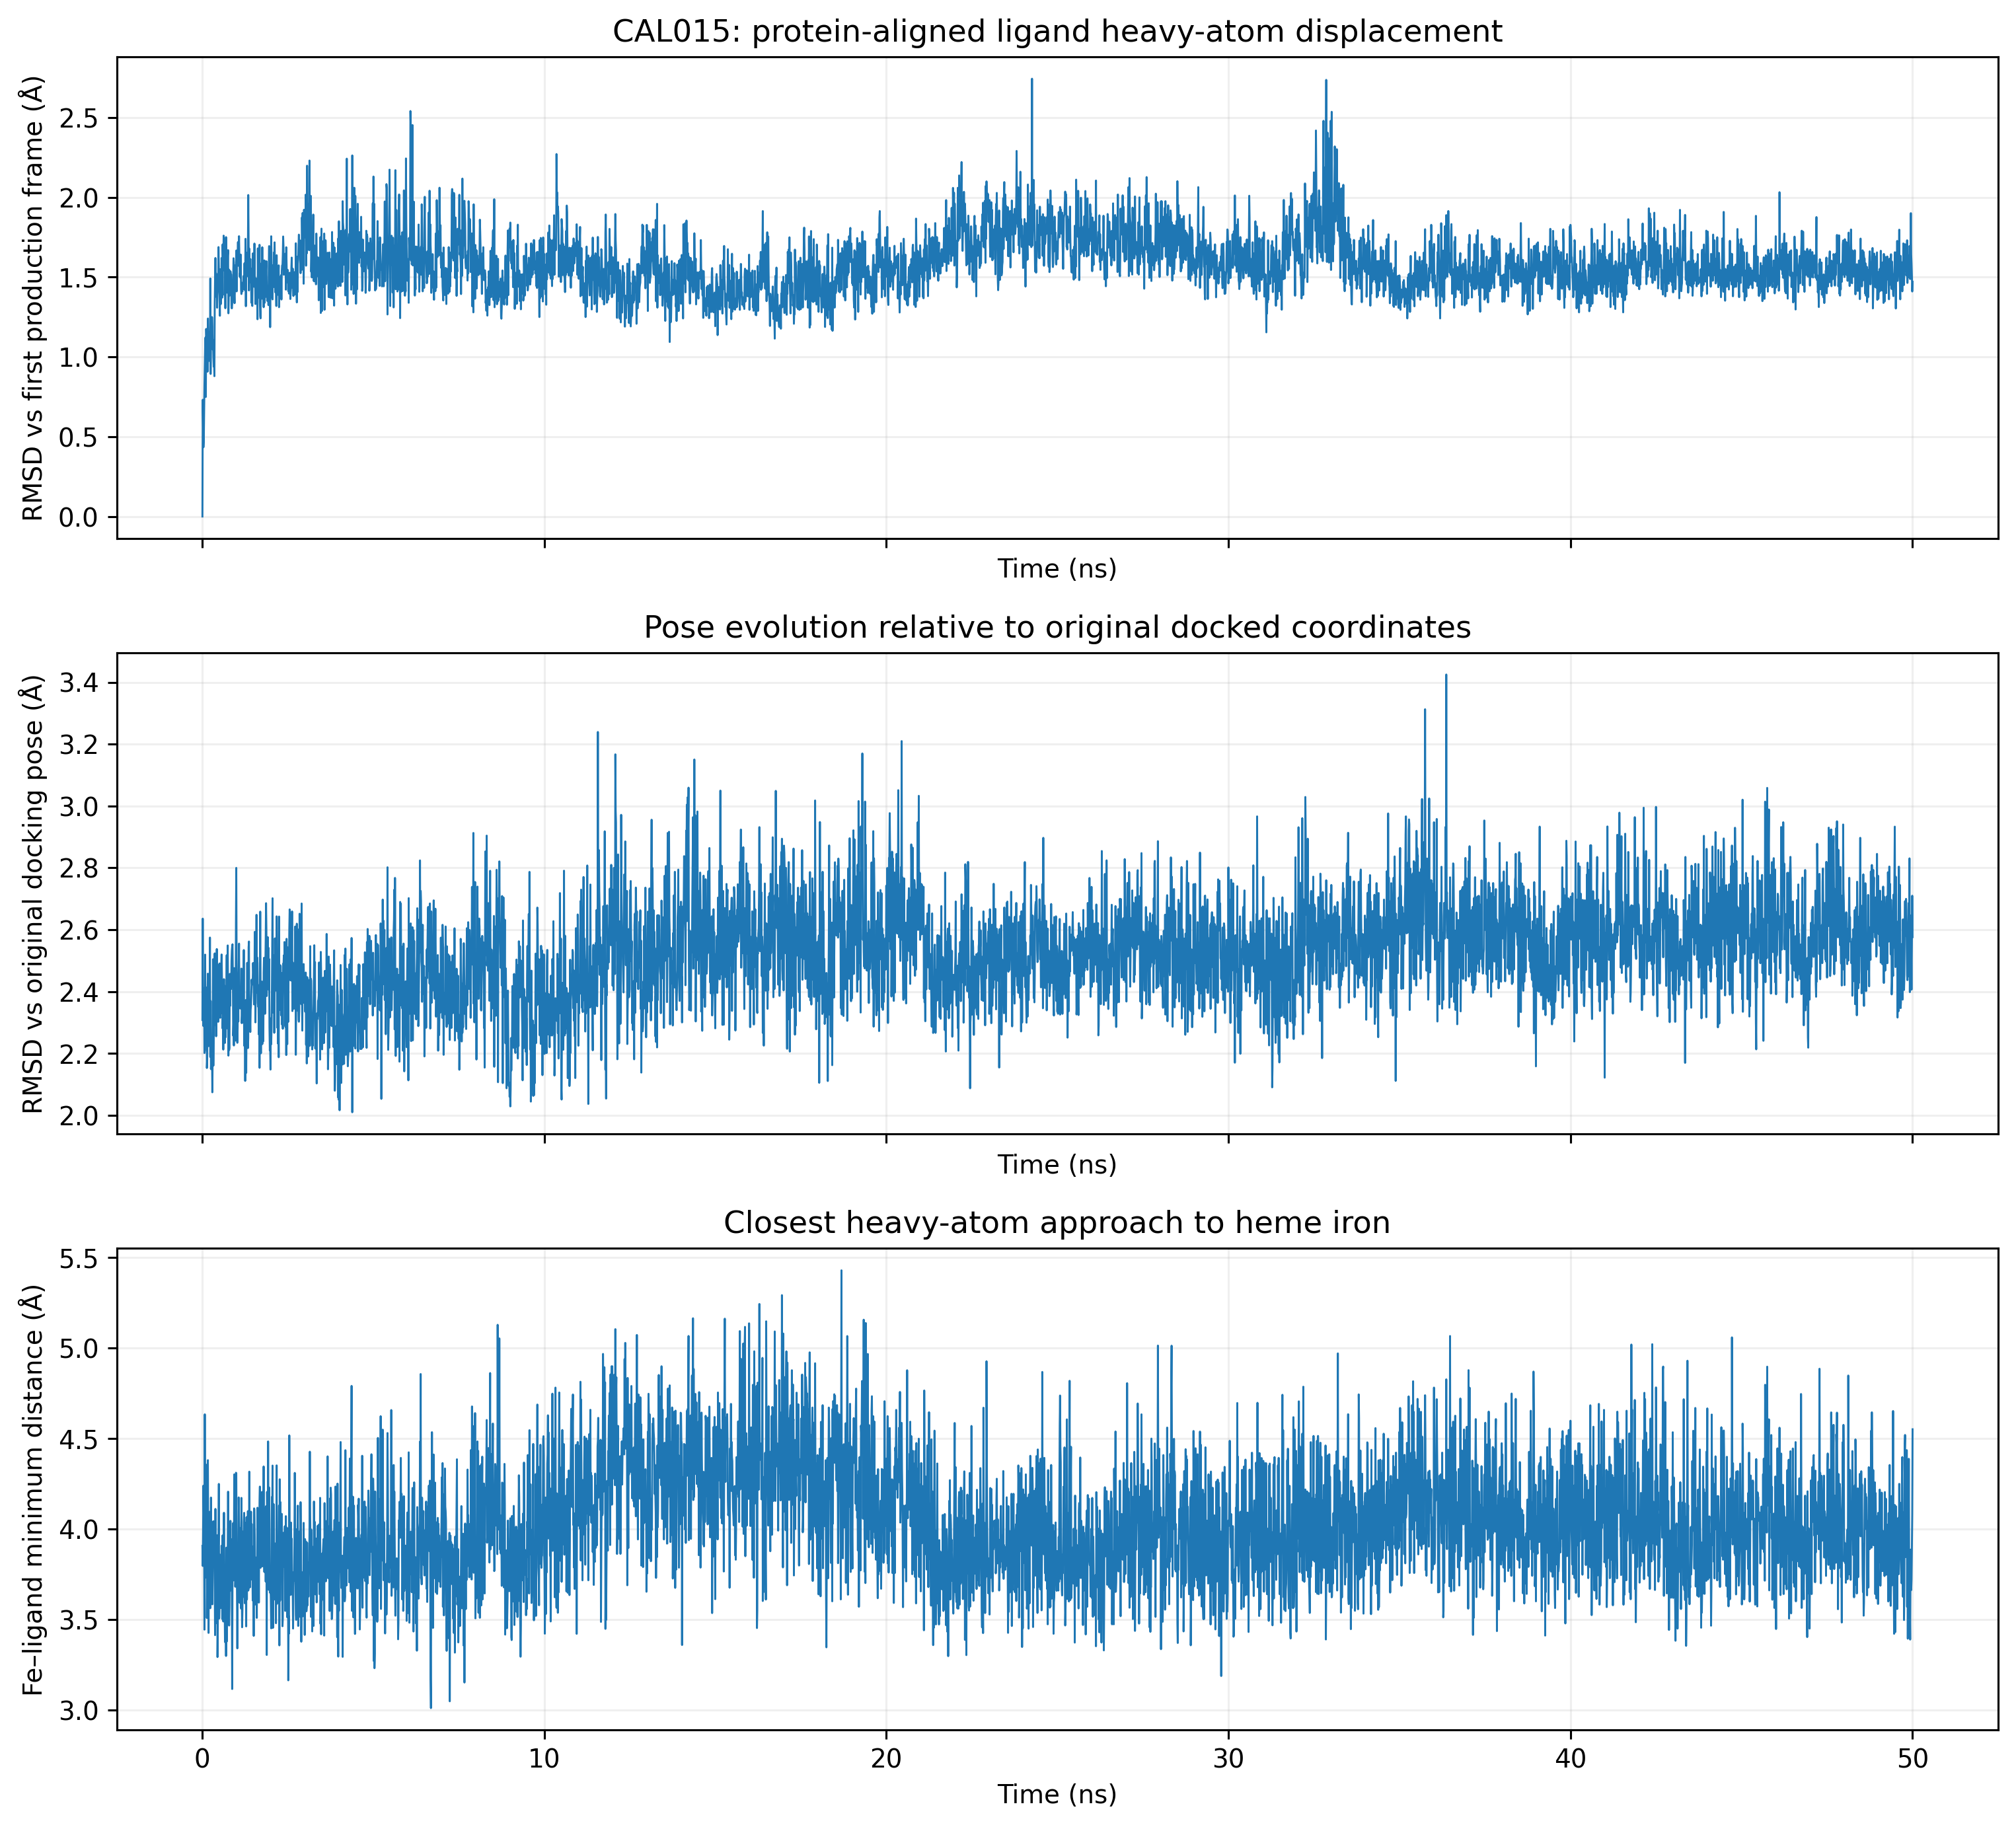 CAL015: protein-aligned ligand heavy-atom displacement
RMSD vs first production frame (Å)
2.5
2.0
1.5
1.0
0.5
0.0
Time (ns)
Pose evolution relative to original docked coordinates
RMSD vs original docking pose (Å)
3.4
3.2
3.0
2.8
2.6
2.4
2.2
2.0
Time (ns)
Closest heavy-atom approach to heme iron
Fe–ligand minimum distance (Å)
5.5
5.0
4.5
4.0
3.5
3.0
0 10 20 30 40 50
Time (ns)